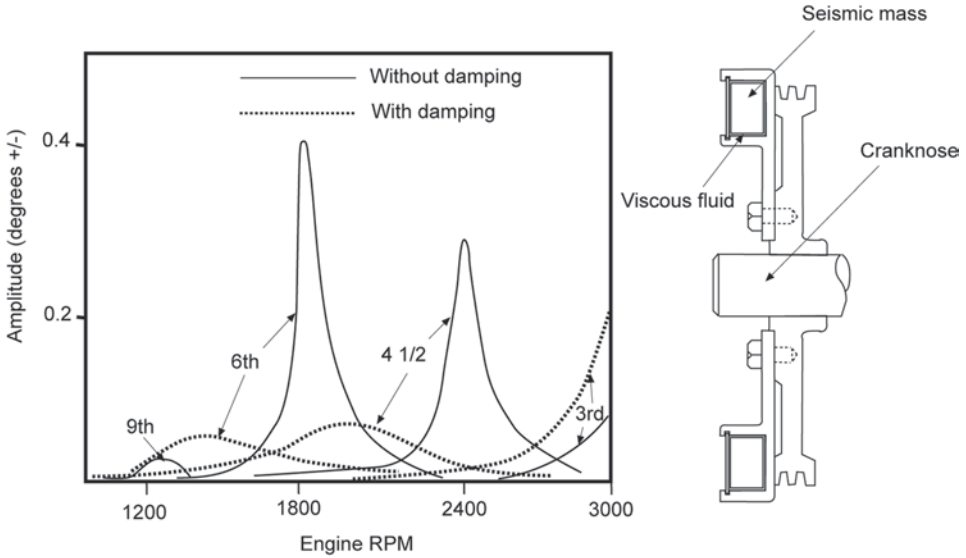 Without damping
With damping
Amplitude (degrees +/-)
0.4
0.2
6th
9th
4 1/2
3rd
1200
1800
2400
3000
Engine RPM
Seismic mass
Cranknose
Viscous fluid